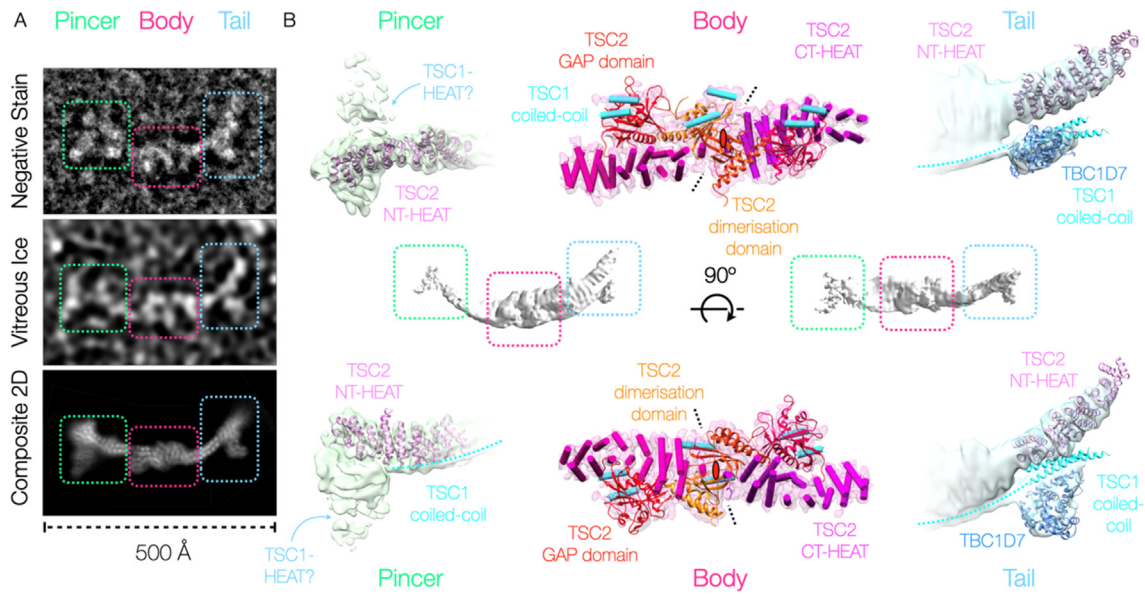 A
Pincer Body Tail
Negative Stain
Vitreous Ice
Composite 2D
500 Å
B
Pincer
Body
Tail
TSC1-
HEAT?
TSC2
NT-HEAT
TSC2
GAP domain
TSC1
coiled-coil
TSC2
CT-HEAT
TSC2
dimerisation
domain
TSC2
NT-HEAT
TBC1D7
TSC1
coiled-coil
90º
TSC2
NT-HEAT
TSC1
coiled-coil
TSC1-
HEAT?
TSC2
dimerisation
domain
TSC2
GAP domain
TSC2
CT-HEAT
TSC2
NT-HEAT
TSC1
coiled-
coil
TBC1D7
Pincer
Body
Tail